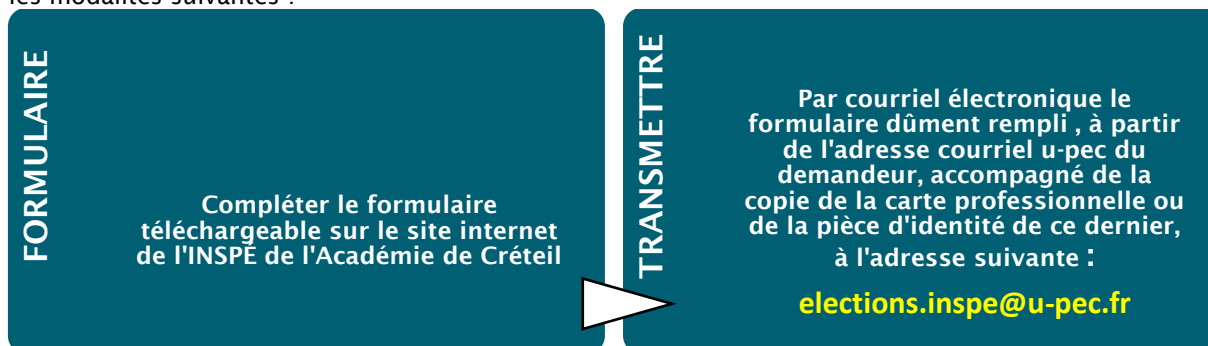 les modalités suivantes :
FORMULAIRE
Compléter le formulaire
téléchargeable sur le site internet
de l'INSPÉ de l'Académie de Créteil
TRANSMETTRE
Par courriel électronique le
formulaire dûment rempli , à partir
de l'adresse courriel u-pec du
demandeur, accompagné de la
copie de la carte professionnelle ou
de la pièce d'identité de ce dernier,
à l'adresse suivante :
elections.inspe@u-pec.fr